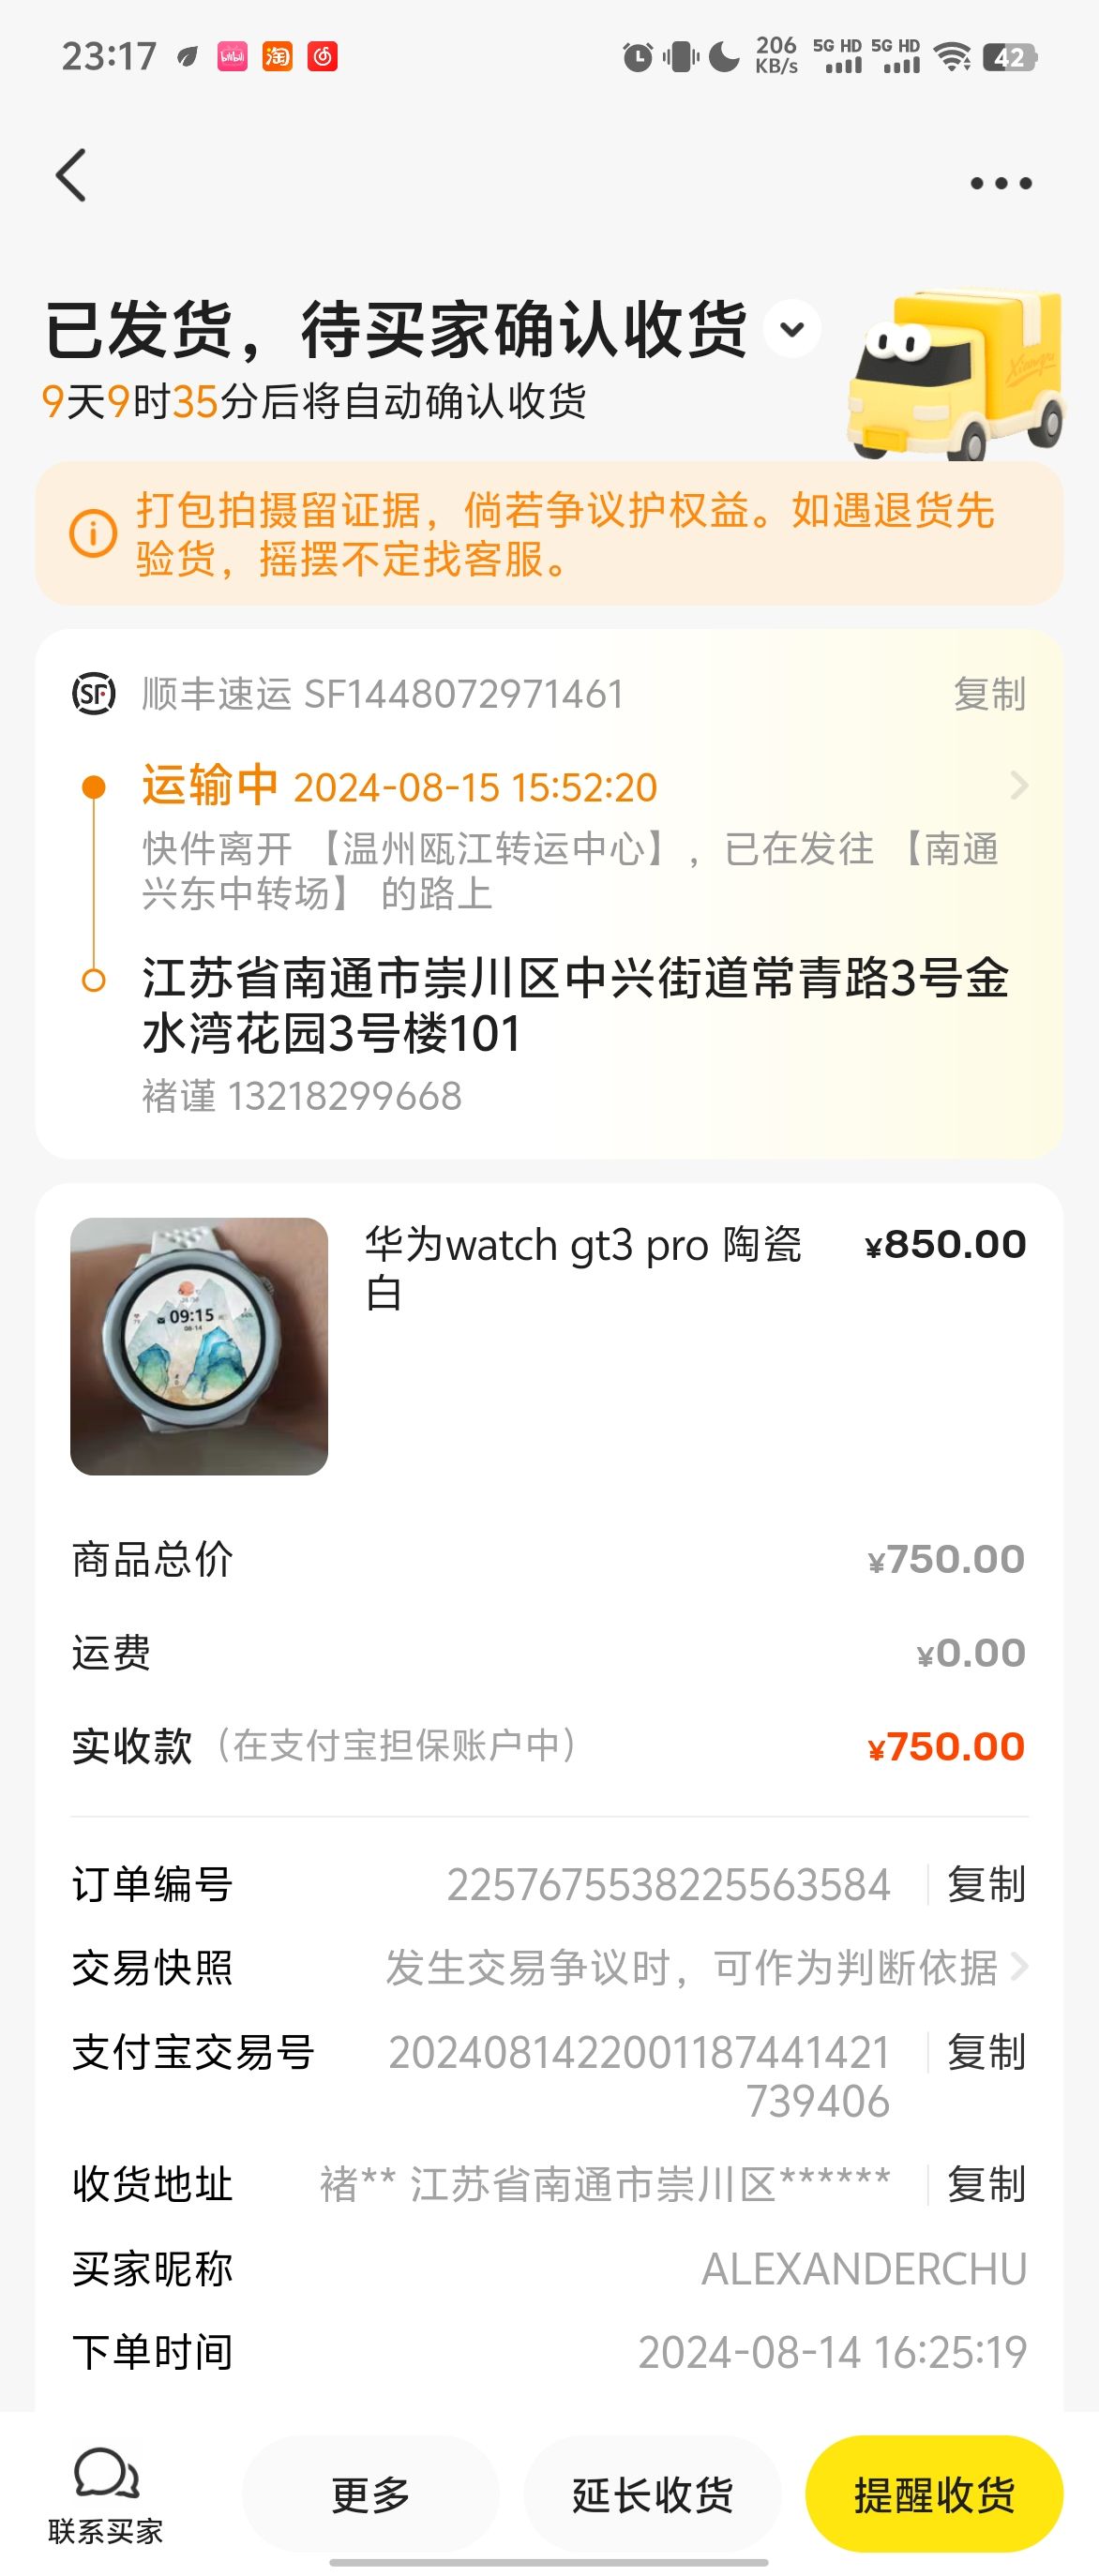 23:17
206
KB/s
5G HD 5G HD
42
已发货，待买家确认收货
9天9时35分后将自动确认收货
打包拍摄留证据，倘若争议护权益。如遇退货先
验货，摇摆不定找客服。
顺丰速运 SF1448072971461 复制
运输中 2024-08-15 15:52:20
快件离开 【温州瓯江转运中心】，已在发往 【南通
兴东中转场】 的路上
江苏省南通市崇川区中兴街道常青路3号金
水湾花园3号楼101
褚谨 13218299668
华为watch gt3 pro 陶瓷 ¥850.00
白
09:15
08-14
商品总价 ¥750.00
运费 ¥0.00
实收款（在支付宝担保账户中） ¥750.00
订单编号 2257675538225563584 复制
交易快照 发生交易争议时，可作为判断依据
支付宝交易号 2024081422001187441421 复制
739406
收货地址 褚** 江苏省南通市崇川区****** 复制
买家昵称 ALEXANDERCHU
下单时间 2024-08-14 16:25:19
联系买家
更多
延长收货
提醒收货